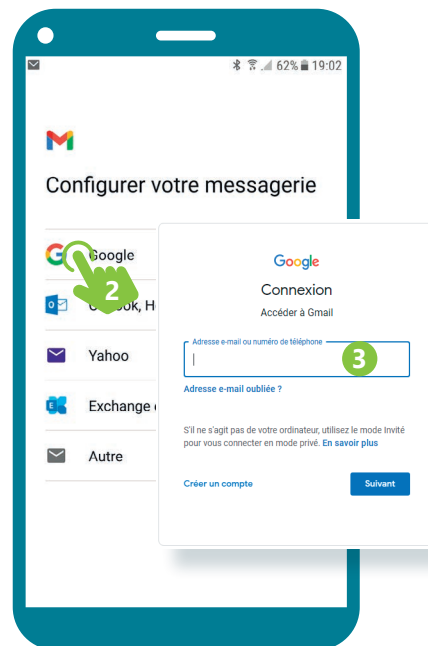 62% 19:02
Configurer votre messagerie
Google
2
ok, H
Yahoo
Exchange
Autre
Google
Connexion
Accéder à Gmail
Adresse e-mail ou numéro de téléphone
3
Adresse e-mail oubliée ?
S'il ne s'agit pas de votre ordinateur, utilisez le mode Invité
pour vous connecter en mode privé. En savoir plus
Créer un compte
Suivant